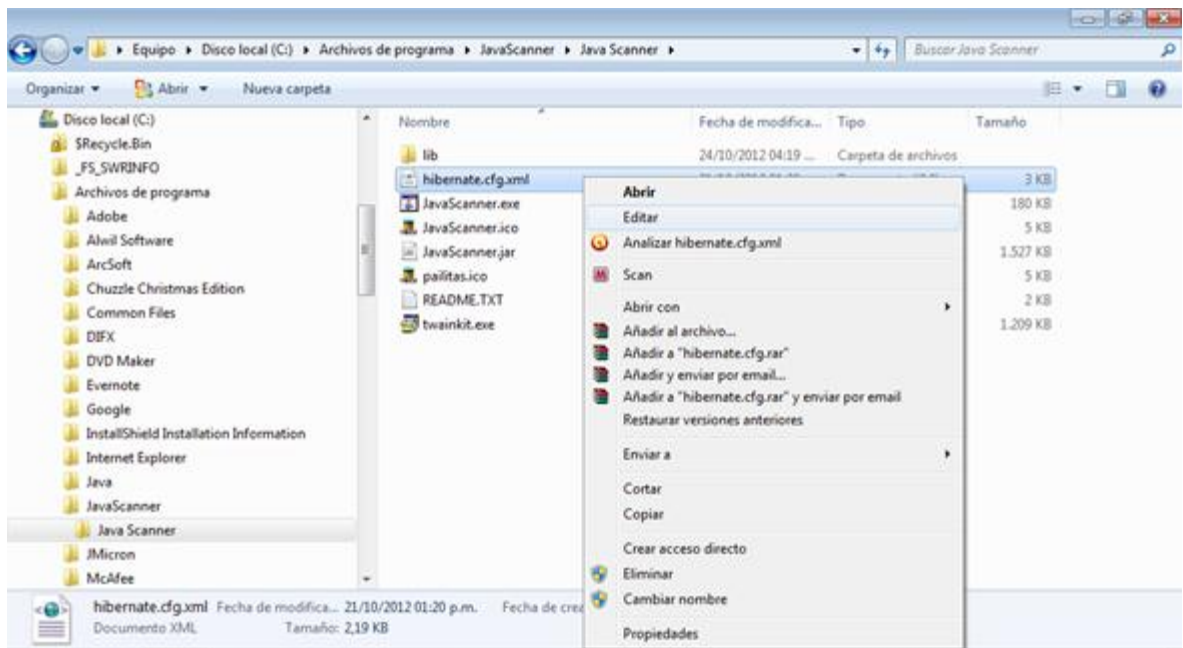 Equipo ▸ Disco local (C:) ▸ Archivos de programa ▸ JavaScanner ▸ Java Scanner ▸
Buscar Java Scanner
Organizar Abrir Nueva carpeta
Disco local (C:)
$Recycle.Bin
_FS_SWRINFO
Archivos de programa
Adobe
Alwil Software
ArcSoft
Chuzzle Christmas Edition
Common Files
DIFX
DVD Maker
Evernote
Google
InstallShield Installation Information
Internet Explorer
Java
JavaScanner
Java Scanner
JMicron
McAfee
Nombre Fecha de modifica... Tipo Tamaño
lib 24/10/2012 04:19 ... Carpeta de archivos
hibernate.cfg.xml 3 KB
JavaScanner.exe 180 KB
JavaScanner.ico 5 KB
JavaScanner.jar 1.527 KB
pailitas.ico 5 KB
README.TXT 2 KB
twainkit.exe 1.209 KB
Abrir
Editar
Analizar hibernate.cfg.xml
Scan
Abrir con
Añadir al archivo...
Añadir a "hibernate.cfg.rar"
Añadir y enviar por email...
Añadir a "hibernate.cfg.rar" y enviar por email
Restaurar versiones anteriores
Enviar a
Cortar
Copiar
Crear acceso directo
Eliminar
Cambiar nombre
Propiedades
hibernate.cfg.xml Fecha de modifica... 21/10/2012 01:20 p.m. Fecha de crea
Documento XML Tamaño: 2,19 KB